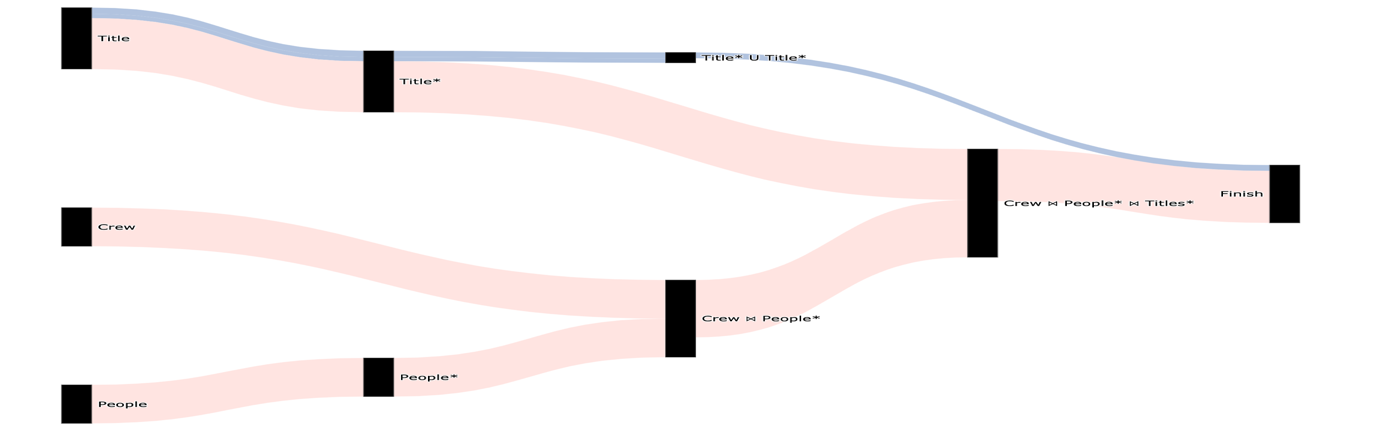 Title
Title*
Title* U Title*
Crew ⋈ People* ⋈ Titles*
Finish
Crew
Crew ⋈ People*
People*
People